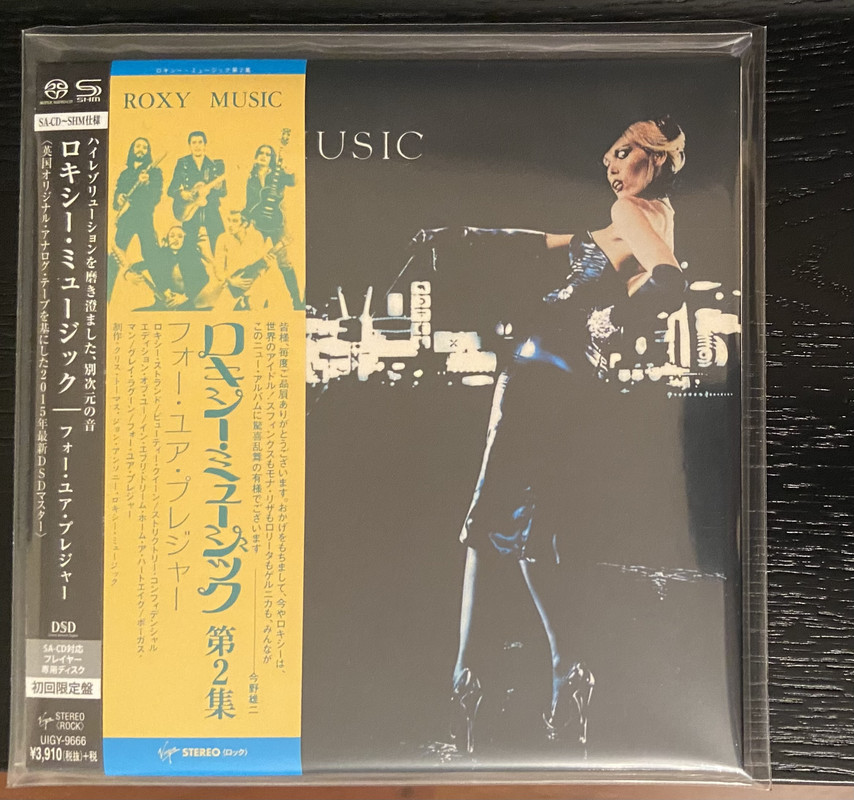 SHM
SA-CD~SHM仕様
ハイレゾリューションを磨き澄ました、別次元の音
ロキシー・ミュージック — フォー・ユア・プレジャー
〈英国オリジナル・アナログ・テープを基にした2015年最新DSDマスター〉
DSD
SA-CD対応
プレイヤー
専用ディスク
初回限定盤
Virgin STEREO
(ROCK)
UIGY-9666
¥3,910(税抜)+税
ロキシー・ミュージック第2集
ROXY MUSIC
皆様、毎度ご品屓ありがとうございます。おかげをもちまして、今やロキシーは、
世界のアイドル!スフィンクスもモナ・リザもロリータもゲルニカも、みんなが
このニュー・アルバムに驚喜乱舞の有様でございます
今野雄二
ロキシー・ミュージック 第2集
フォー・ユア・プレジャー
ロキシー・ストランド/ビューティー・クイーン/ストリクトリー・コンフィデンシャル
エディション・オブ・ユー/イン・エヴリ・ドリーム・ホーム・ア・ハートエイク/ボーガス・
マン/グレイ・ラグーン/フォー・ユア・プレジャー
制作・クリス・トーマス、ジョン・アンソニー、ロキシー・ミュージック
Virgin STEREO (ロック)
MUSIC